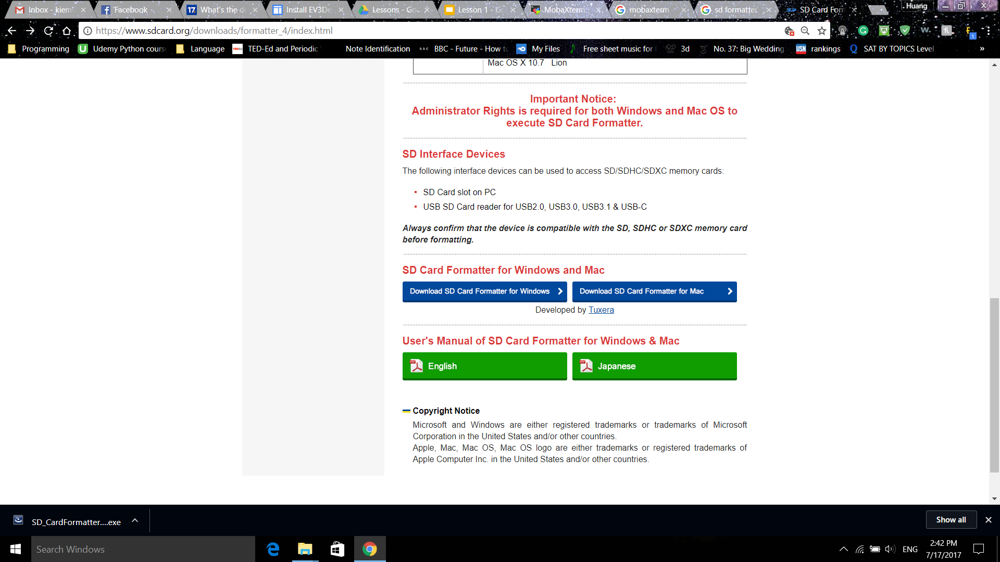 Inbox - kiem
Facebook
What's the d
Install EV3De
Lessons - Go
Lesson 1 - Go
MobaXterm
mobaxterm
sd formatter
SD Card For
Huang
https://www.sdcard.org/downloads/formatter_4/index.html
Programming
Udemy Python cours
Language
TED-Ed and Periodic
Note Identification
BBC - Future - How t
My Files
Free sheet music for
3d
No. 37: Big Wedding
rankings
SAT BY TOPICS Level
»
Mac OS X 10.7 Lion
Important Notice:
Administrator Rights is required for both Windows and Mac OS to
execute SD Card Formatter.
SD Interface Devices
The following interface devices can be used to access SD/SDHC/SDXC memory cards:
SD Card slot on PC
USB SD Card reader for USB2.0, USB3.0, USB3.1 & USB-C
Always confirm that the device is compatible with the SD, SDHC or SDXC memory card
before formatting.
SD Card Formatter for Windows and Mac
Download SD Card Formatter for Windows
Download SD Card Formatter for Mac
Developed by Tuxera
User's Manual of SD Card Formatter for Windows & Mac
English
Japanese
Copyright Notice
Microsoft and Windows are either registered trademarks or trademarks of Microsoft
Corporation in the United States and/or other countries.
Apple, Mac, Mac OS, Mac OS logo are either trademarks or registered trademarks of
Apple Computer Inc. in the United States and/or other countries.
SD_CardFormatter....exe
Show all
Search Windows
ENG
2:42 PM
7/17/2017